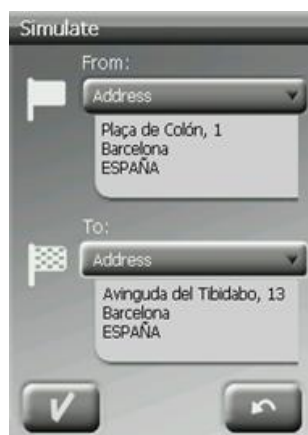 Simulate
From:
Address
Plaça de Colón, 1
Barcelona
ESPAÑA
To:
Address
Avinguda del Tibidabo, 13
Barcelona
ESPAÑA